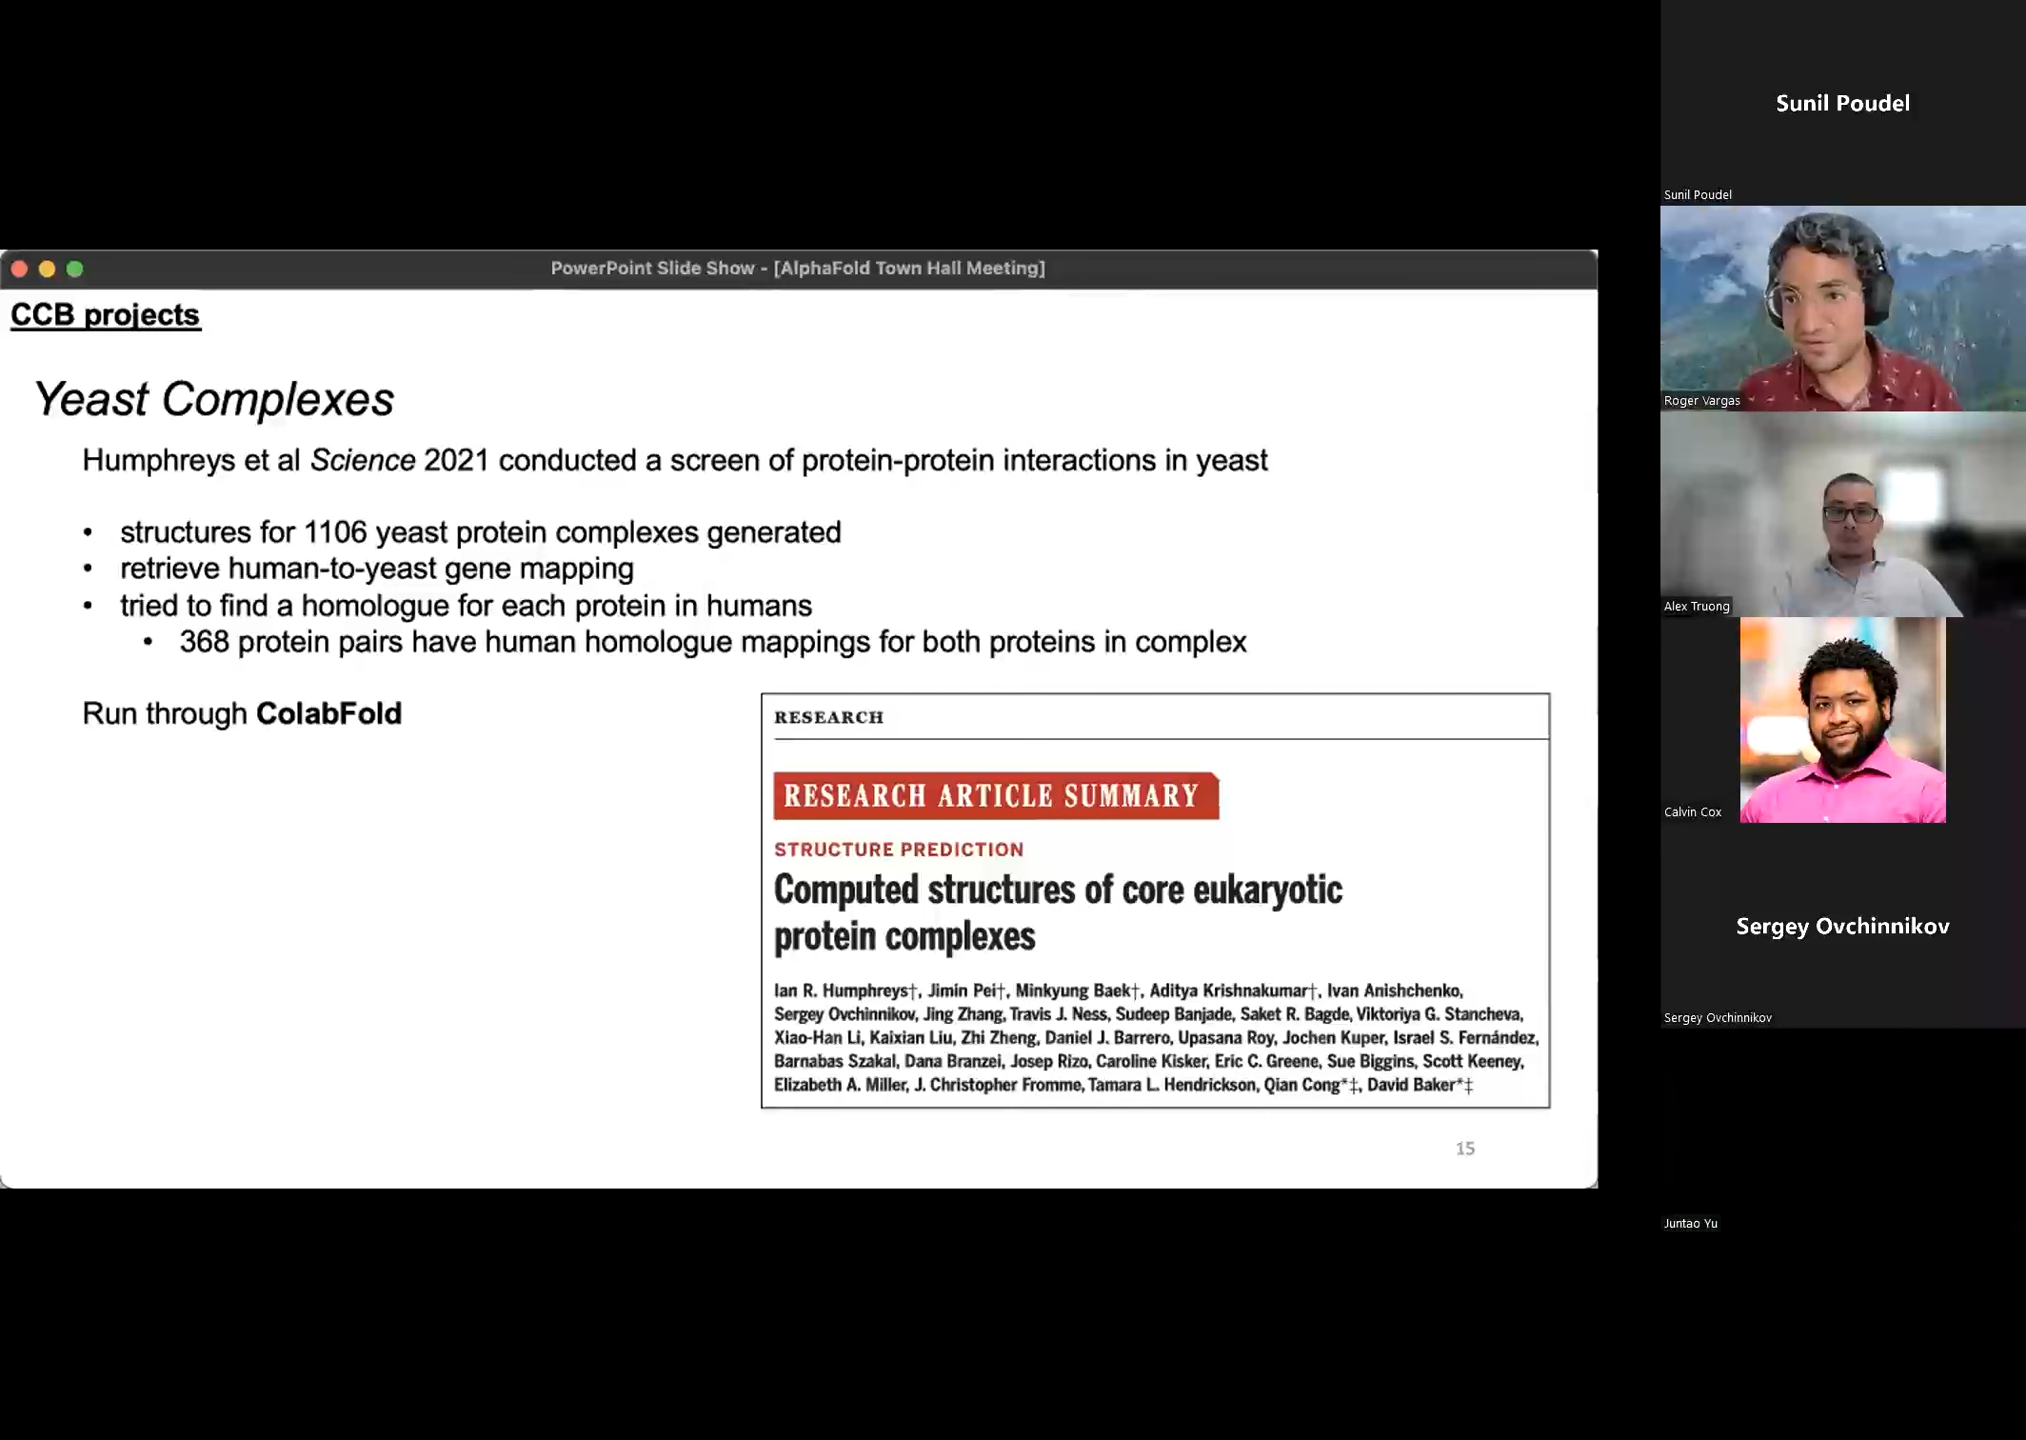 PowerPoint Slide Show - [AlphaFold Town Hall Meeting]
CCB projects
Yeast Complexes
Humphreys et al Science 2021 conducted a screen of protein-protein interactions in yeast
• structures for 1106 yeast protein complexes generated
• retrieve human-to-yeast gene mapping
• tried to find a homologue for each protein in humans
• 368 protein pairs have human homologue mappings for both proteins in complex
Run through ColabFold
RESEARCH
RESEARCH ARTICLE SUMMARY
STRUCTURE PREDICTION
Computed structures of core eukaryotic
protein complexes
Ian R. Humphreys†, Jimin Pei†, Minkyung Baek†, Aditya Krishnakumar†, Ivan Anishchenko,
Sergey Ovchinnikov, Jing Zhang, Travis J. Ness, Sudeep Banjade, Saket R. Bagde, Viktoriya G. Stancheva,
Xiao-Han Li, Kaixian Liu, Zhi Zheng, Daniel J. Barrero, Upasana Roy, Jochen Kuper, Israel S. Fernández,
Barnabas Szakal, Dana Branzei, Josep Rizo, Caroline Kisker, Eric C. Greene, Sue Biggins, Scott Keeney,
Elizabeth A. Miller, J. Christopher Fromme, Tamara L. Hendrickson, Qian Cong*‡, David Baker*‡
15
Sunil Poudel
Sunil Poudel
Roger Vargas
Alex Truong
Calvin Cox
Sergey Ovchinnikov
Sergey Ovchinnikov
Juntao Yu